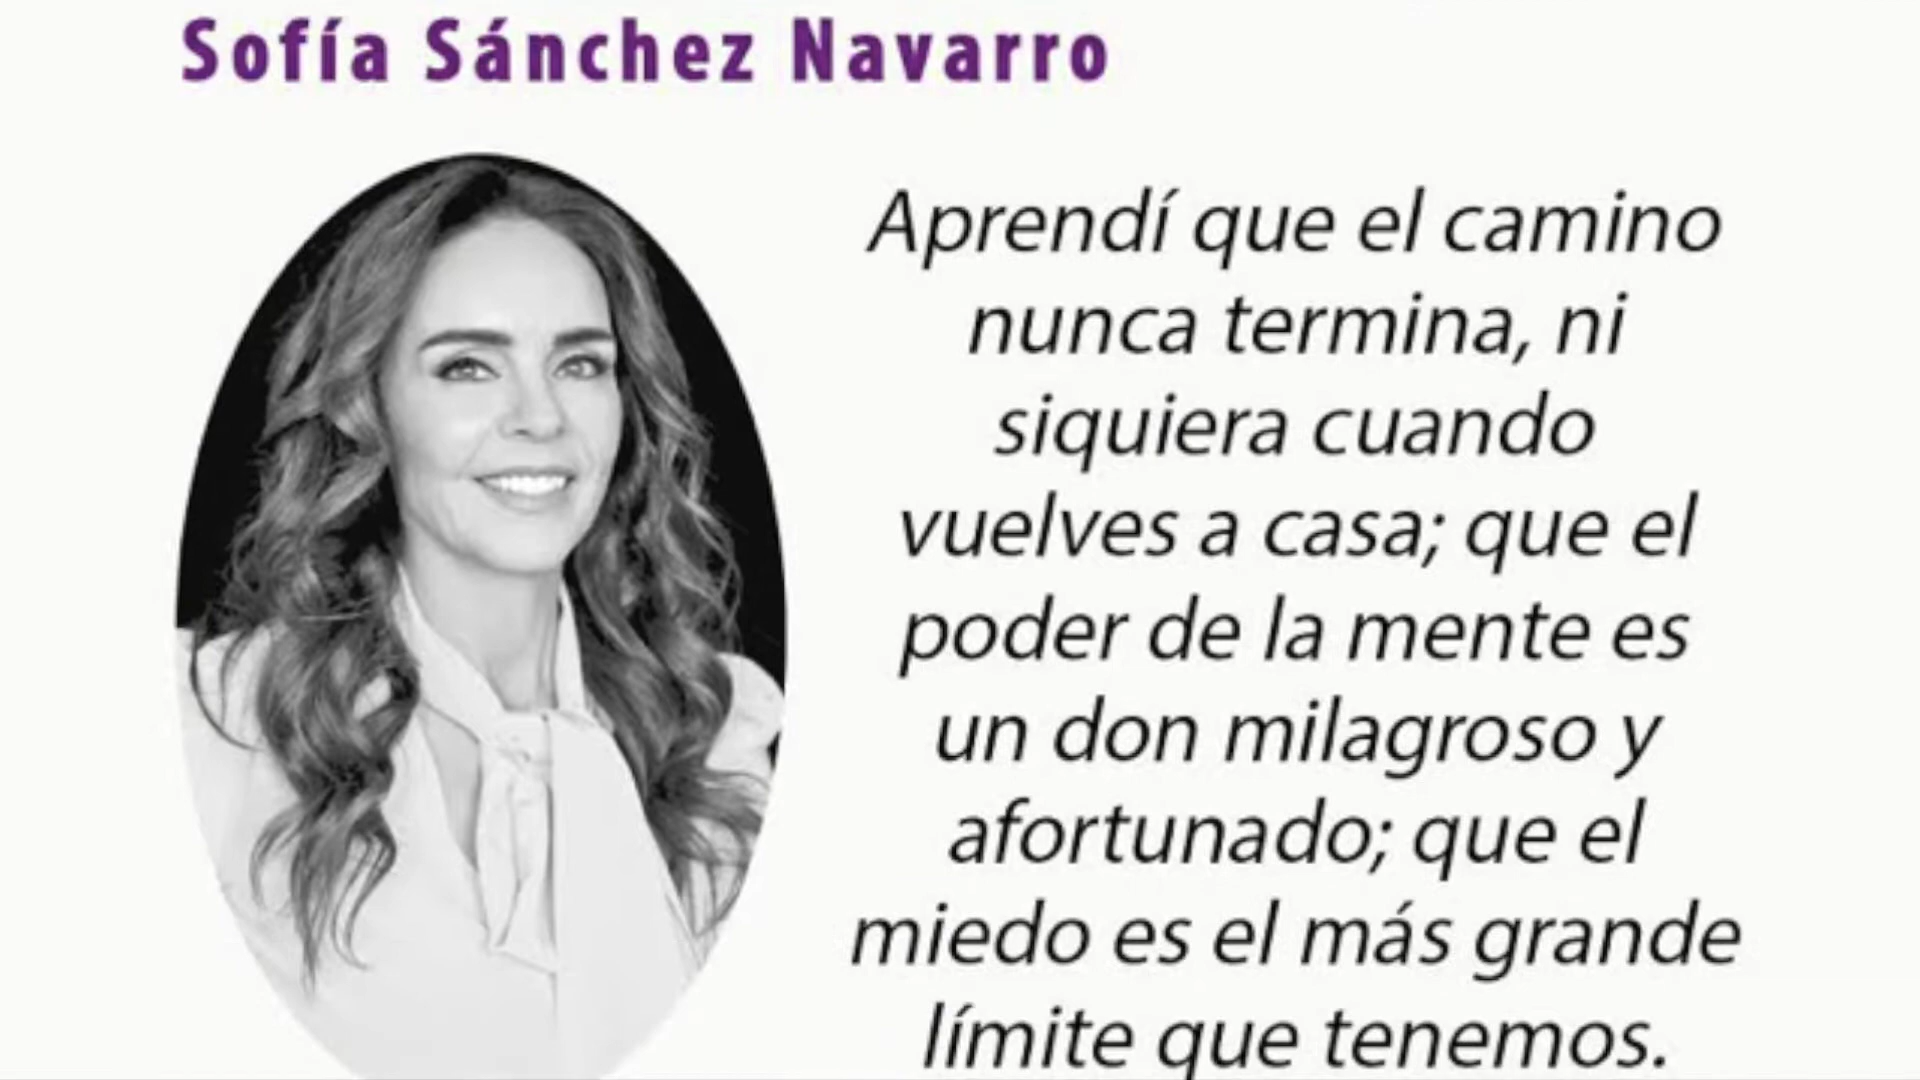 Sofía Sánchez Navarro
Aprendí que el camino
nunca termina, ni
siquiera cuando
vuelves a casa; que el
poder de la mente es
un don milagroso y
afortunado; que el
miedo es el más grande
límite que tenemos.